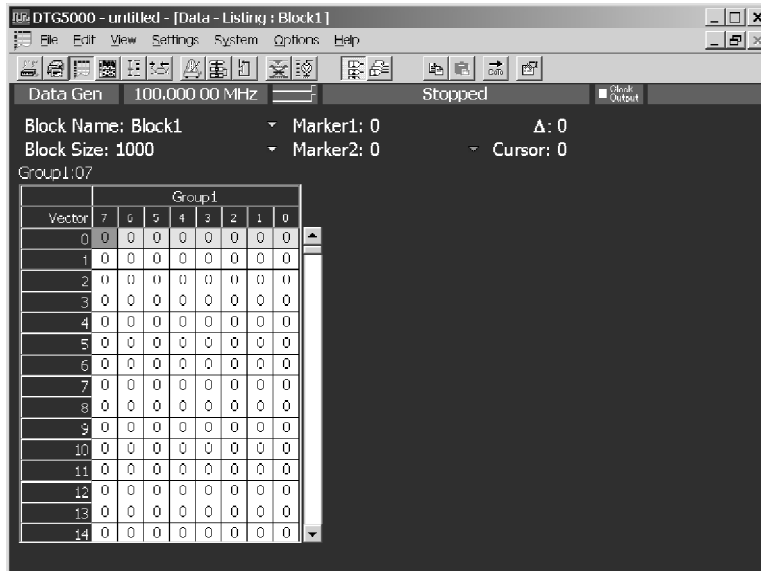 DTG5000 - untitled - [Data - Listing : Block1]
File Edit View Settings System Options Help
Data Gen 100.000 00 MHz Stopped Clock Output
Block Name: Block1 Marker1: 0 Δ: 0
Block Size: 1000 Marker2: 0 Cursor: 0
Group1:07
Group1
Vector 7 6 5 4 3 2 1 0
0 0 0 0 0 0 0 0 0
1 0 0 0 0 0 0 0 0
2 0 0 0 0 0 0 0 0
3 0 0 0 0 0 0 0 0
4 0 0 0 0 0 0 0 0
5 0 0 0 0 0 0 0 0
6 0 0 0 0 0 0 0 0
7 0 0 0 0 0 0 0 0
8 0 0 0 0 0 0 0 0
9 0 0 0 0 0 0 0 0
10 0 0 0 0 0 0 0 0
11 0 0 0 0 0 0 0 0
12 0 0 0 0 0 0 0 0
13 0 0 0 0 0 0 0 0
14 0 0 0 0 0 0 0 0